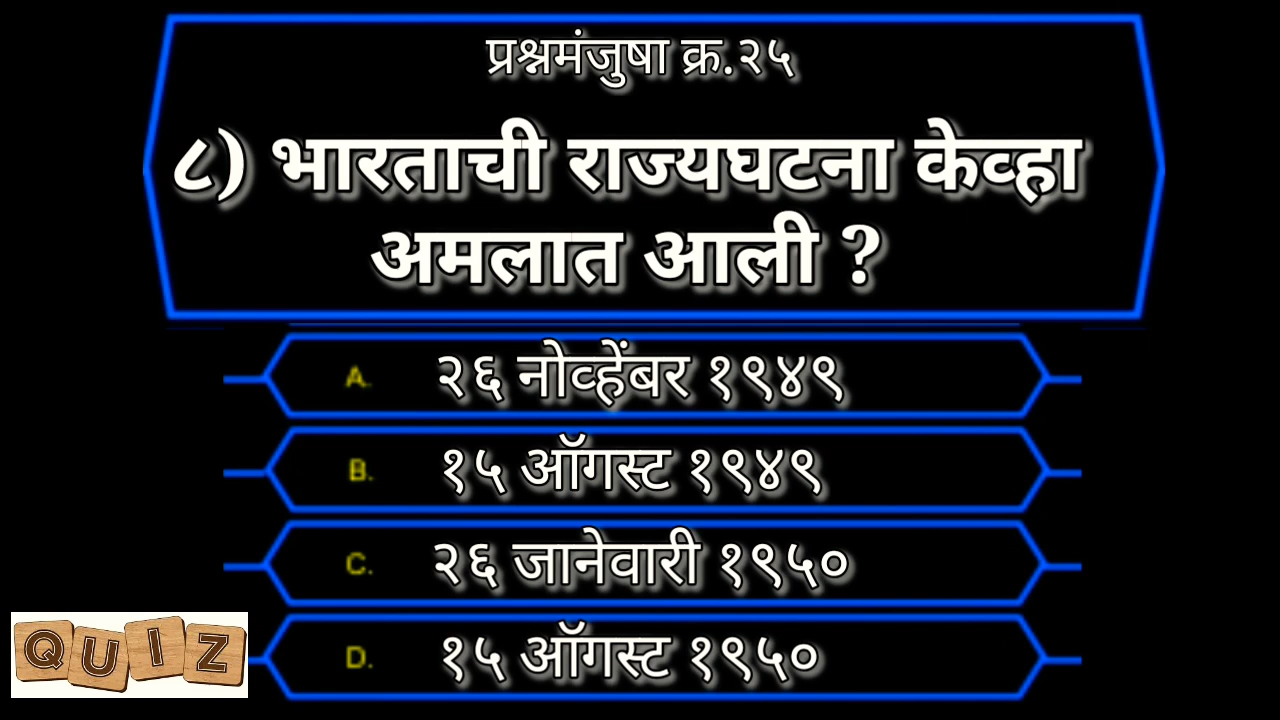 प्रश्नमंजुषा क्र.२५
८) भारताची राज्यघटना केव्हा
अमलात आली ?
A. २६ नोव्हेंबर १९४९
B. १५ ऑगस्ट १९४९
C. २६ जानेवारी १९५०
D. १५ ऑगस्ट १९५०
QUIZ